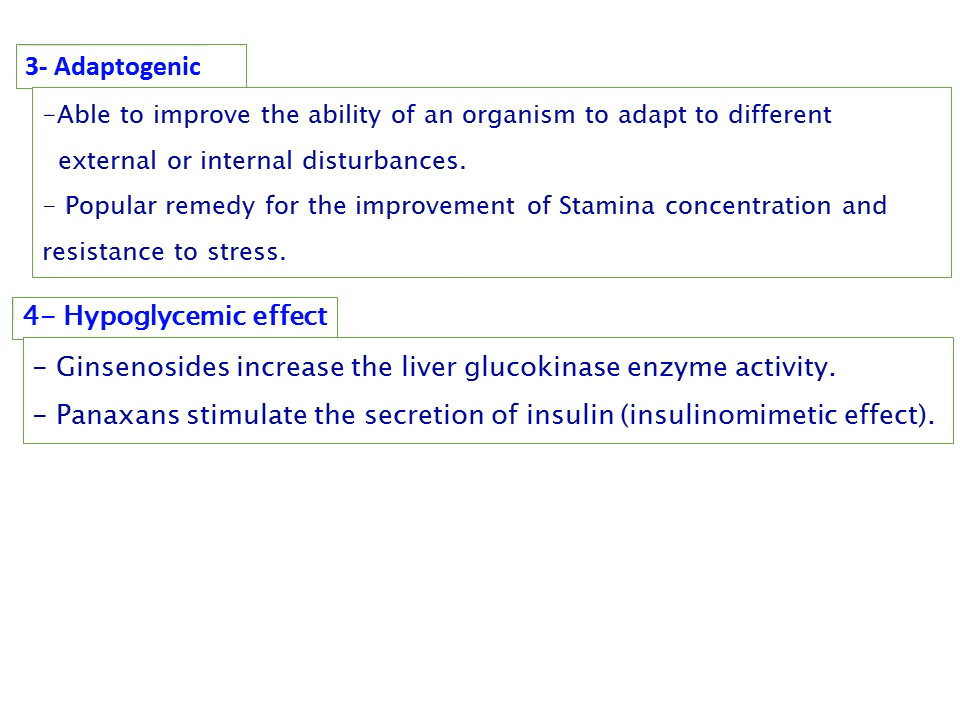 3- Adaptogenic
-Able to improve the ability of an organism to adapt to different
external or internal disturbances.
- Popular remedy for the improvement of Stamina concentration and
resistance to stress.
4- Hypoglycemic effect
- Ginsenosides increase the liver glucokinase enzyme activity.
- Panaxans stimulate the secretion of insulin (insulinomimetic effect).